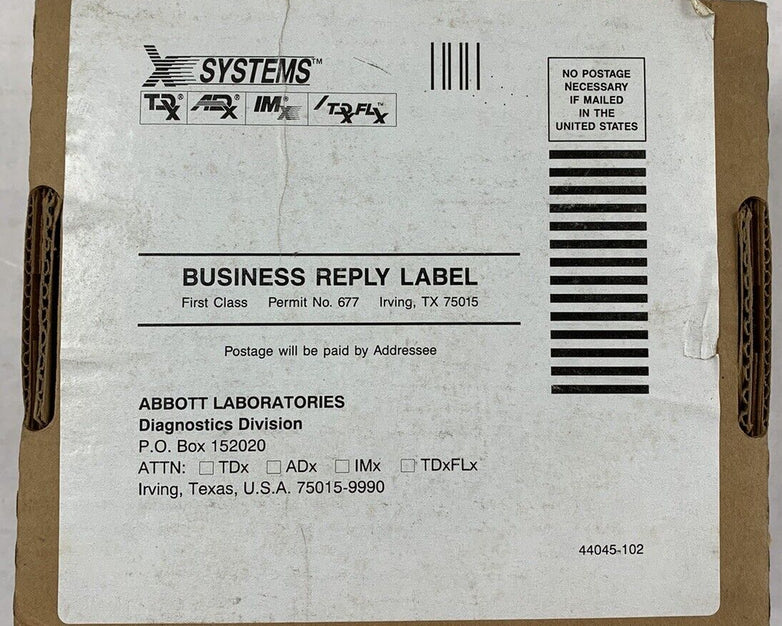 X SYSTEMS™
TDx® ADx® IMx® TDxFLx™
NO POSTAGE
NECESSARY
IF MAILED
IN THE
UNITED STATES
BUSINESS REPLY LABEL
First Class Permit No. 677 Irving, TX 75015
Postage will be paid by Addressee
ABBOTT LABORATORIES
Diagnostics Division
P.O. Box 152020
ATTN: ☐ TDx ☐ ADx ☐ IMx ☐ TDxFLx
Irving, Texas, U.S.A. 75015-9990
44045-102